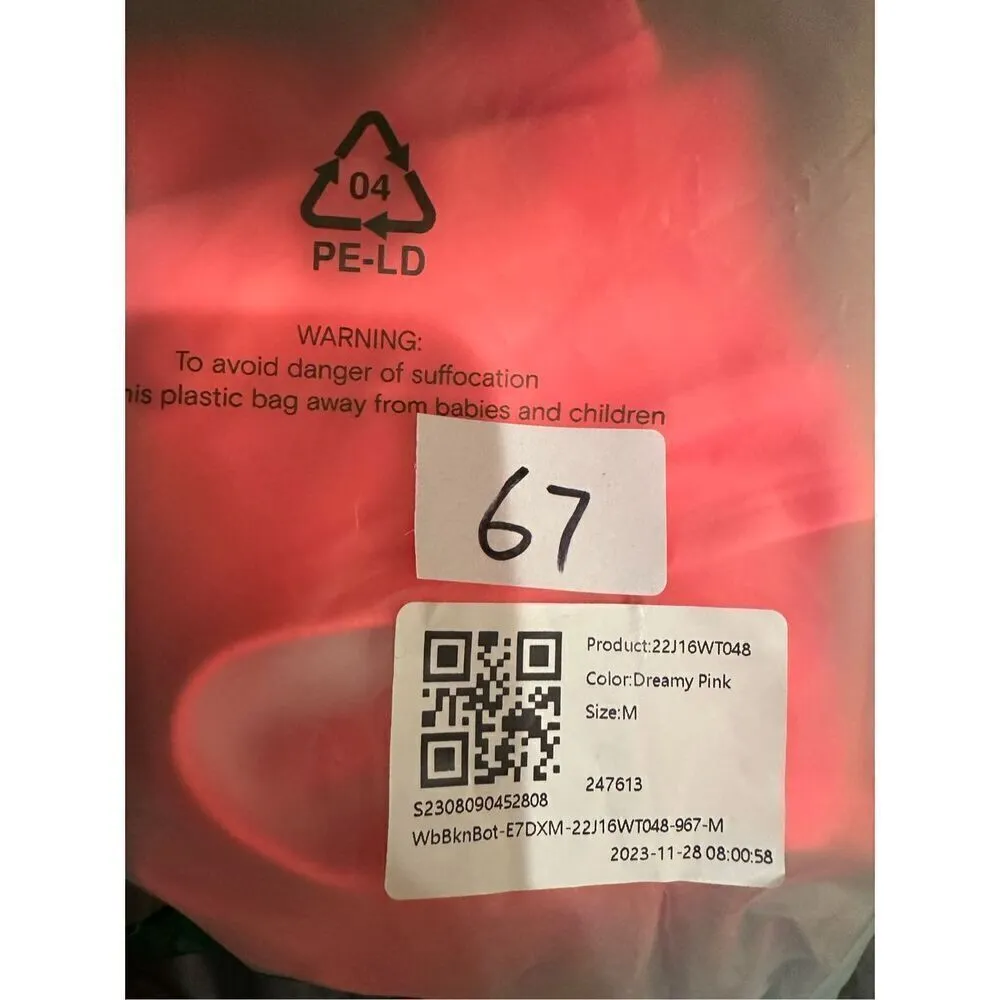 04
PE-LD
WARNING:
To avoid danger of suffocation
his plastic bag away from babies and children
67
Product:22J16WT048
Color:Dreamy Pink
Size:M
247613
S2308090452808
WbBknBot-E7DXM-22J16WT048-967-M
2023-11-28 08:00:58